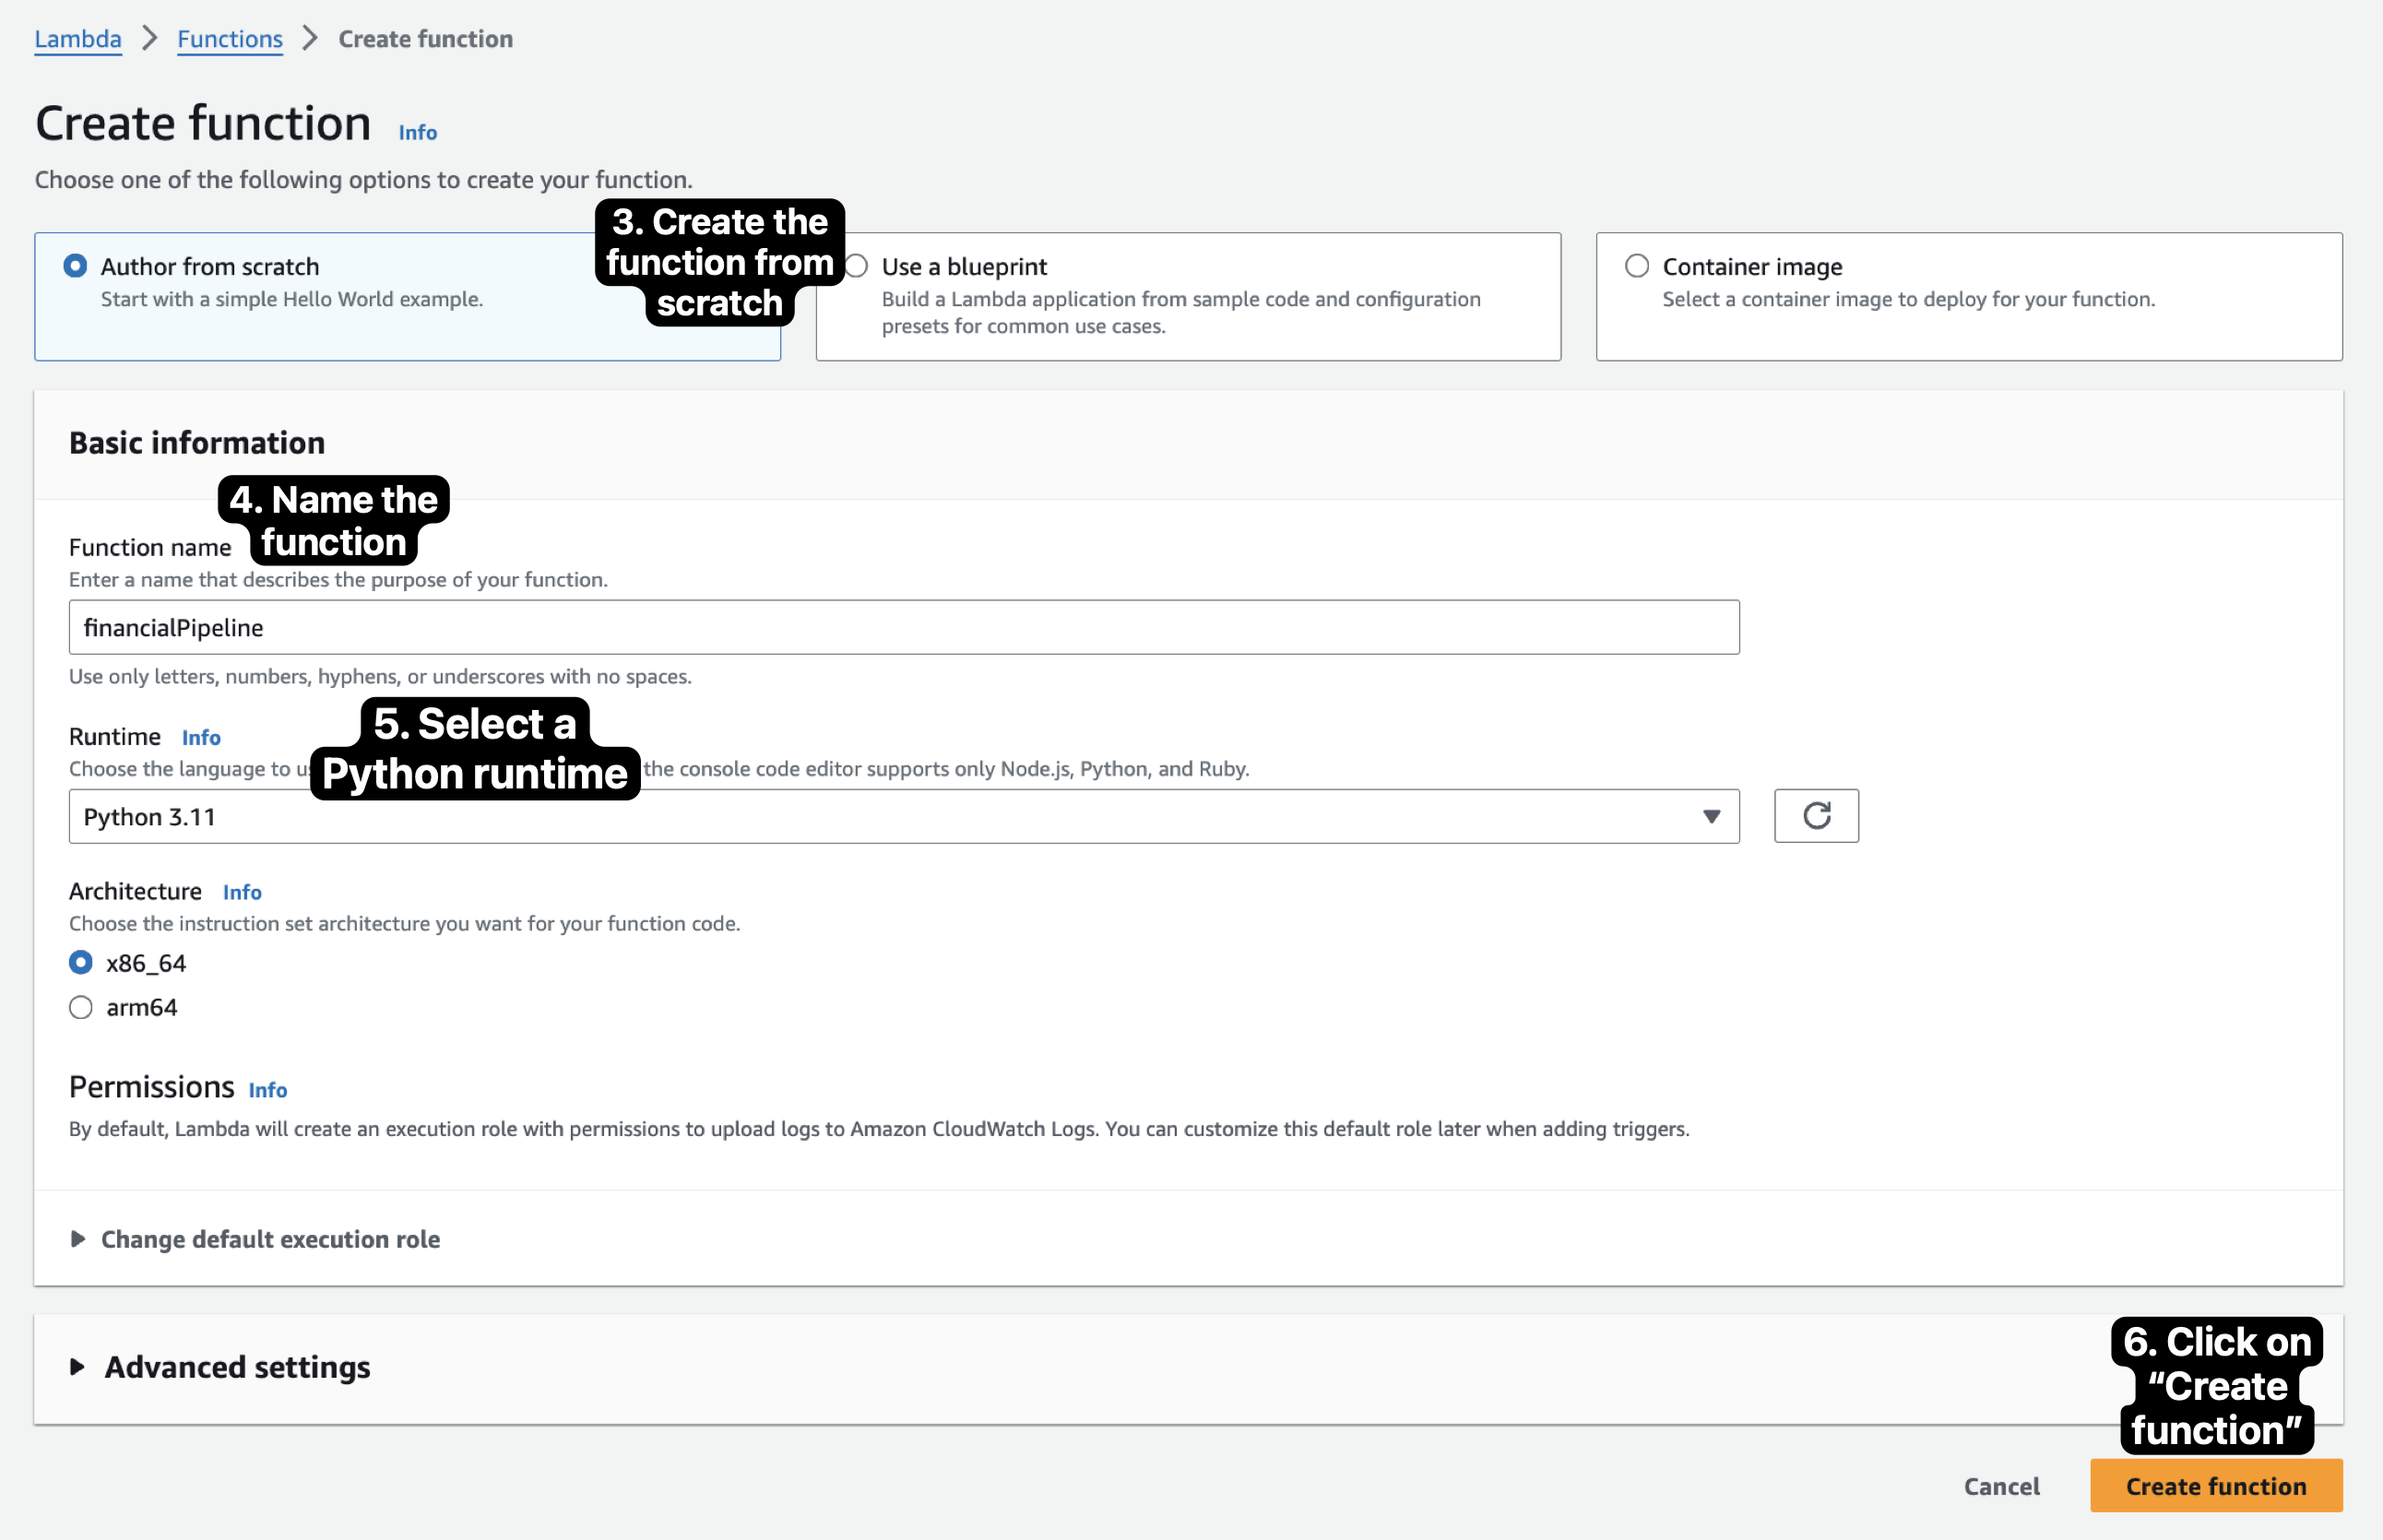 Lambda > Functions > Create function
Create function Info
Choose one of the following options to create your function.
3. Create the
function from
scratch
Author from scratch
Start with a simple Hello World example.
Use a blueprint
Build a Lambda application from sample code and configuration
presets for common use cases.
Container image
Select a container image to deploy for your function.
Basic information
4. Name the
function
Function name
Enter a name that describes the purpose of your function.
financialPipeline
Use only letters, numbers, hyphens, or underscores with no spaces.
5. Select a
Python runtime
Runtime Info
Choose the language to the console code editor supports only Node.js, Python, and Ruby.
Python 3.11
Architecture Info
Choose the instruction set architecture you want for your function code.
x86_64
arm64
Permissions Info
By default, Lambda will create an execution role with permissions to upload logs to Amazon CloudWatch Logs. You can customize this default role later when adding triggers.
Change default execution role
Advanced settings
6. Click on
“Create
function”
Cancel
Create function